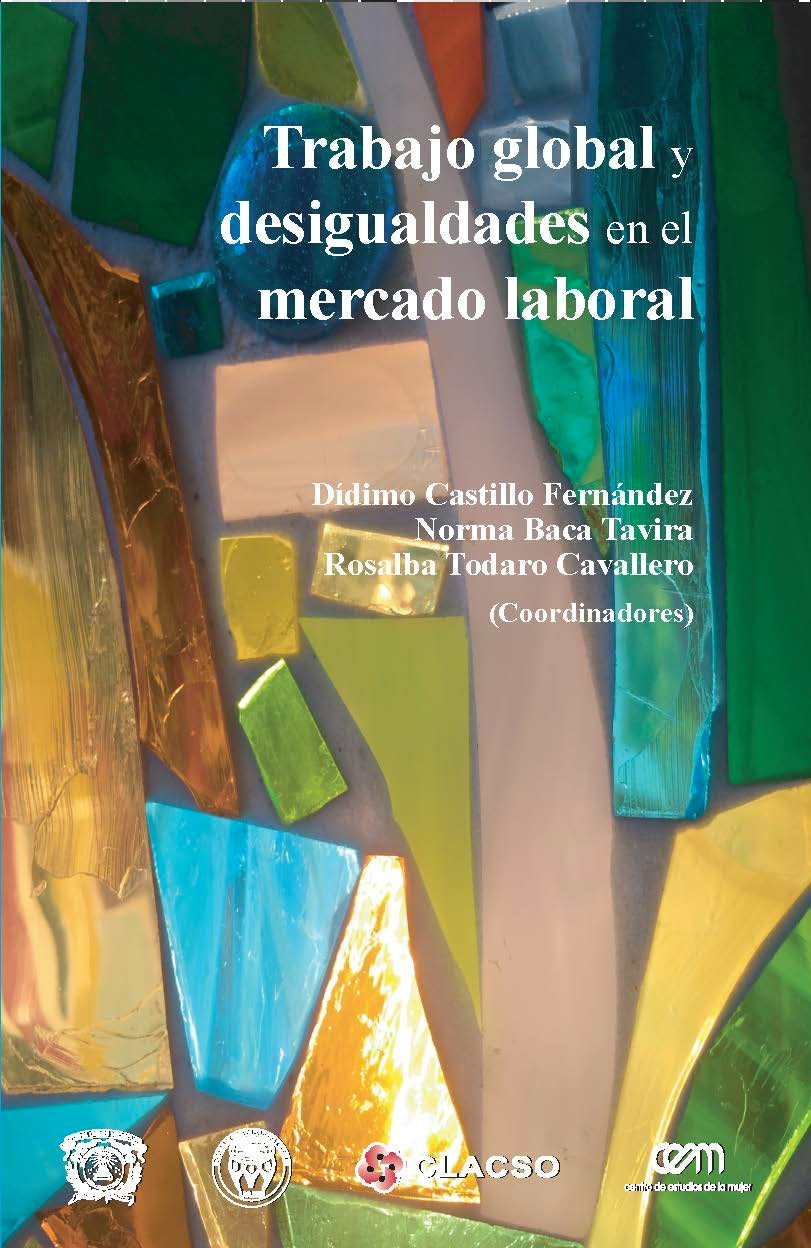 Trabajo global y
desigualdades en el
mercado laboral
Dídimo Castillo Fernández
Norma Baca Tavira
Rosalba Todaro Cavallero
(Coordinadores)
CLACSO
cem
centro de estudios de la mujer